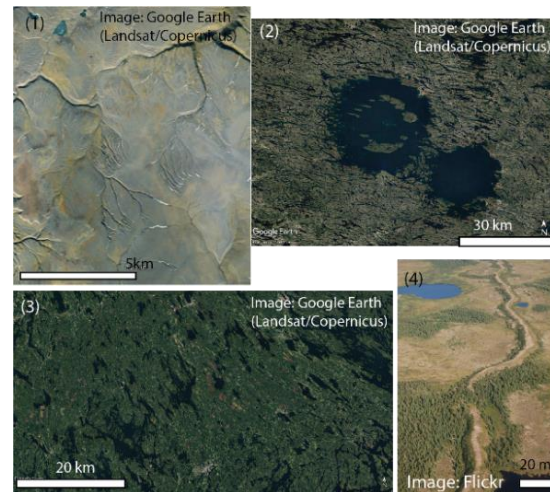 (1)
Image: Google Earth
(Landsat/Copernicus)
5km
(2)
Image: Google Earth
(Landsat/Copernicus)
Google Earth
N
30 km
(3)
Image: Google Earth
(Landsat/Copernicus)
20 km
(4)
20 m
Image: Flickr